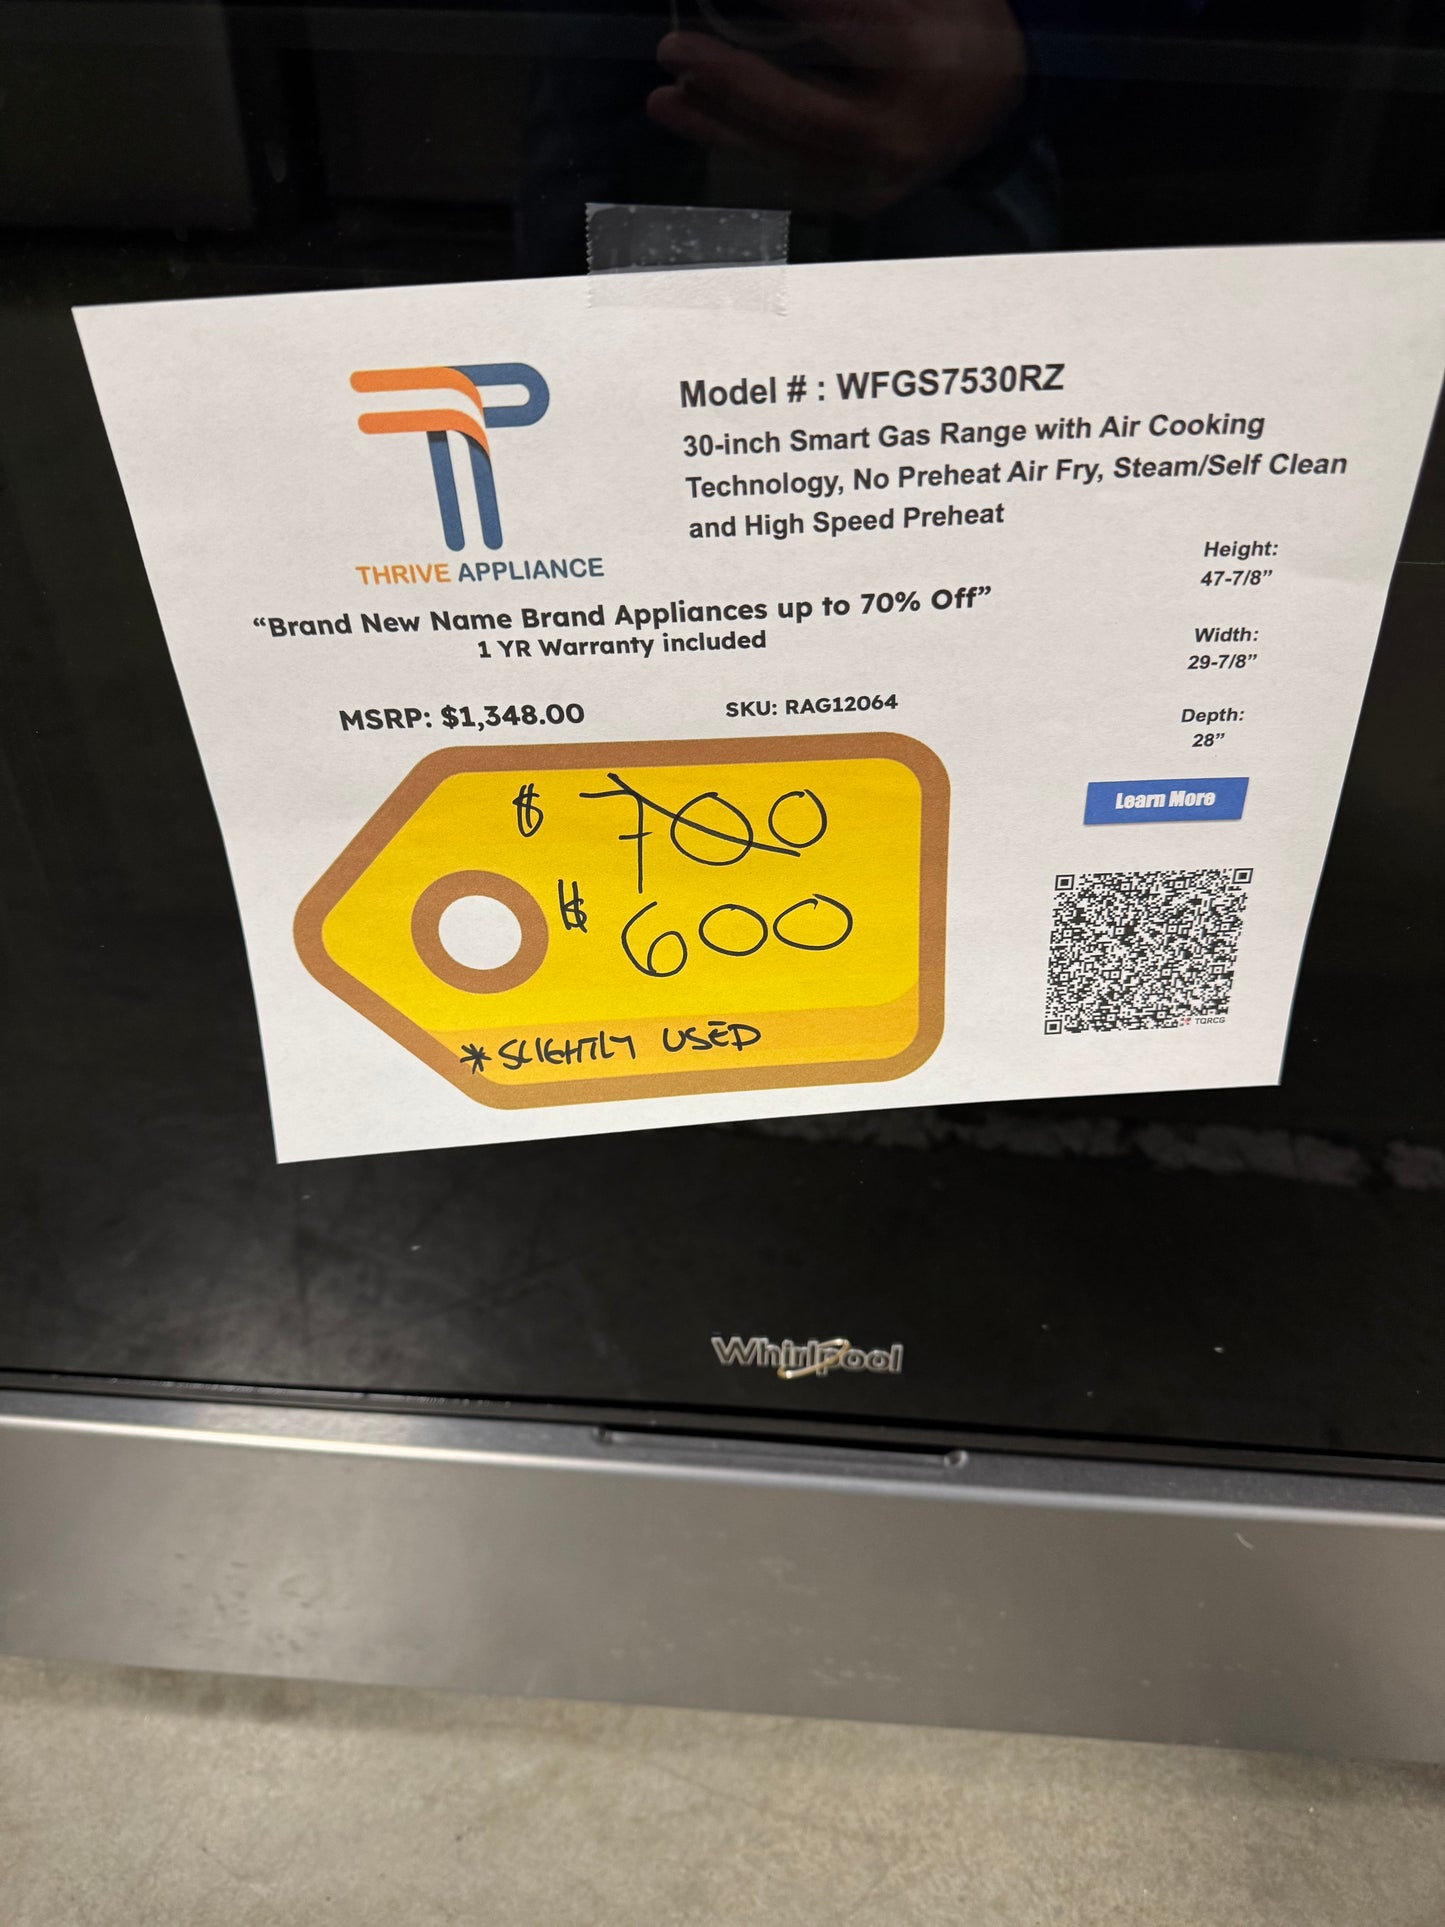 Model # : WFGS7530RZ
30-inch Smart Gas Range with Air Cooking
Technology, No Preheat Air Fry, Steam/Self Clean
and High Speed Preheat
THRIVE APPLIANCE
"Brand New Name Brand Appliances up to 70% Off"
1 YR Warranty included
MSRP: $1,348.00
SKU: RAG12064
Height:
47-7/8"
Width:
29-7/8"
Depth:
28"
Learn More
$ 700
$ 600
* SLIGHTLY USED
TQRCG
Whirlpool